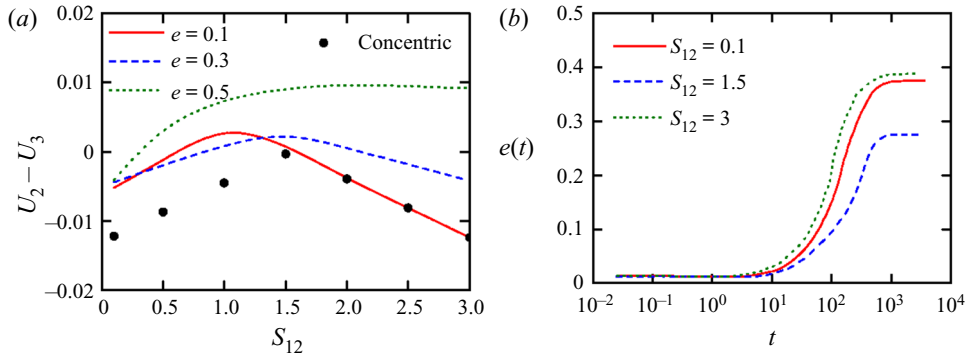 (a)
0.02
e = 0.1
Concentric
e = 0.3
0.01
e = 0.5
U2 – U3
0
–0.01
–0.02
0 0.5 1.0 1.5 2.0 2.5 3.0
S12
(b)
0.5
S12 = 0.1
0.4
S12 = 1.5
S12 = 3
0.3
e(t)
0.2
0.1
0
10–2 10–1 100 101 102 103 104
t